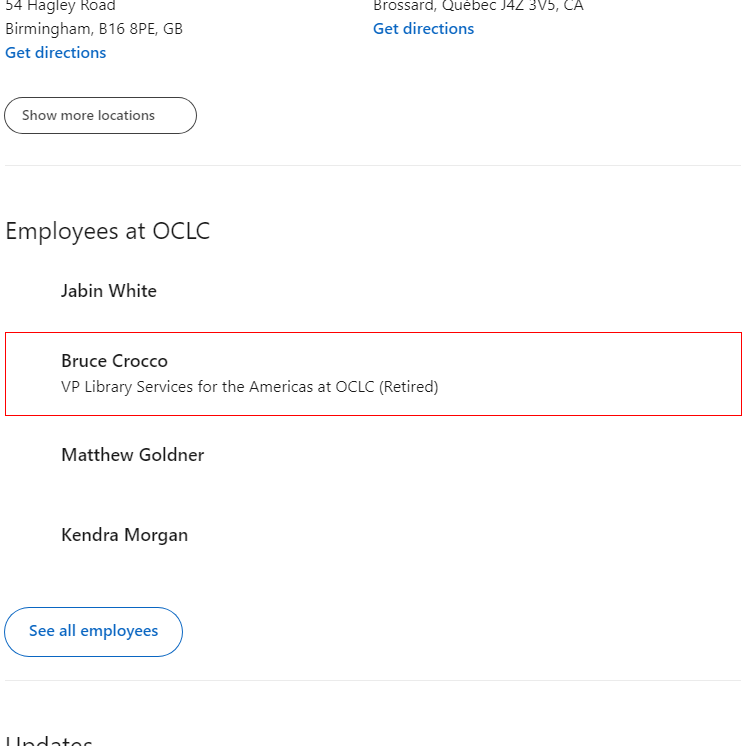 54 Hagley Road
Birmingham, B16 8PE, GB
Get directions
Brossard, Québec J4Z 3V5, CA
Get directions
Show more locations
Employees at OCLC
Jabin White
Bruce Crocco
VP Library Services for the Americas at OCLC (Retired)
Matthew Goldner
Kendra Morgan
See all employees
Updates